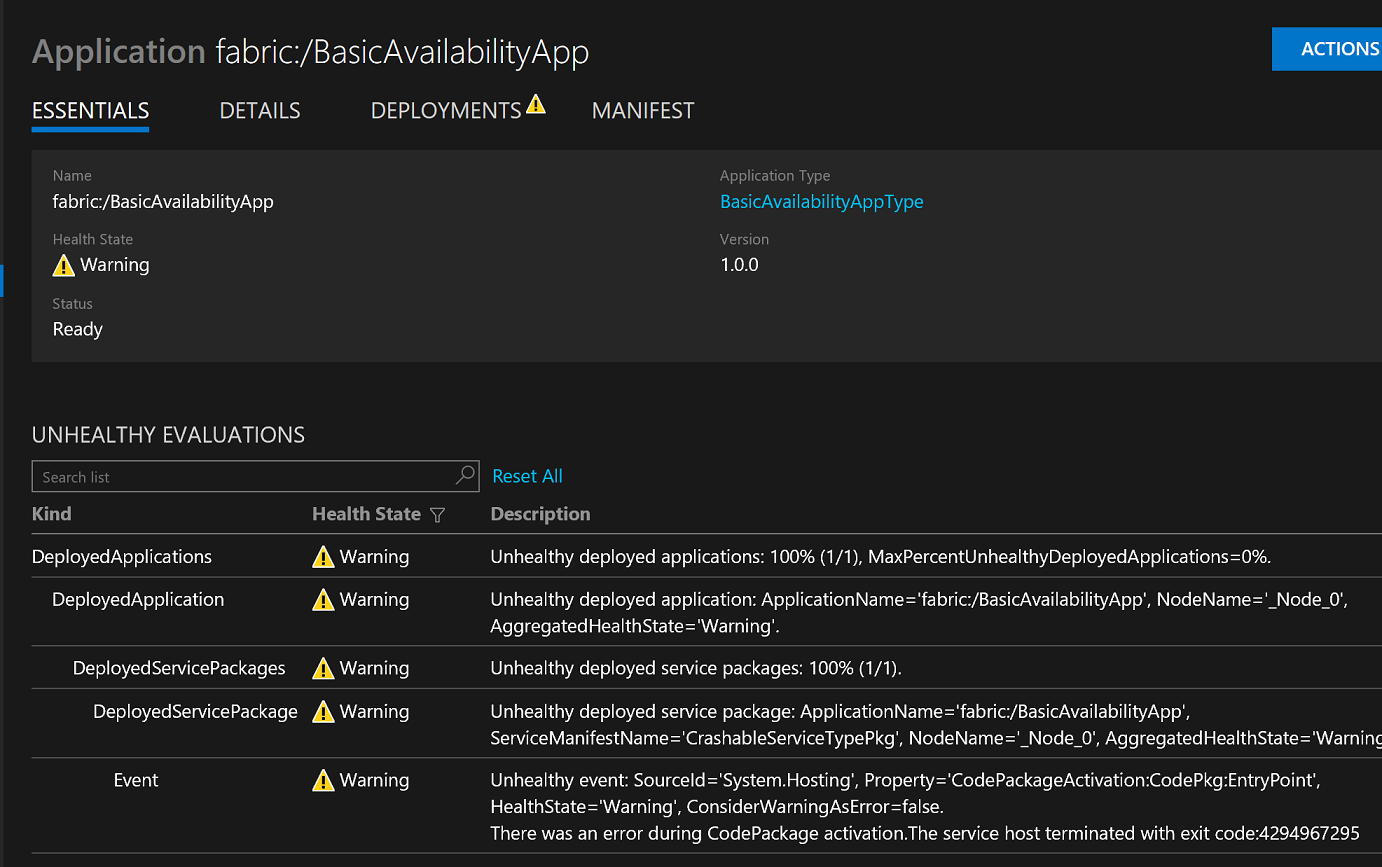 Application fabric:/BasicAvailabilityApp
ACTIONS
ESSENTIALS DETAILS DEPLOYMENTS MANIFEST
Name
fabric:/BasicAvailabilityApp
Application Type
BasicAvailabilityAppType
Health State
Warning
Version
1.0.0
Status
Ready
UNHEALTHY EVALUATIONS
Search list
Reset All
Kind Health State Description
DeployedApplications Warning Unhealthy deployed applications: 100% (1/1), MaxPercentUnhealthyDeployedApplications=0%.
DeployedApplication Warning Unhealthy deployed application: ApplicationName='fabric:/BasicAvailabilityApp', NodeName='_Node_0',
AggregatedHealthState='Warning'.
DeployedServicePackages Warning Unhealthy deployed service packages: 100% (1/1).
DeployedServicePackage Warning Unhealthy deployed service package: ApplicationName='fabric:/BasicAvailabilityApp',
ServiceManifestName='CrashableServiceTypePkg', NodeName='_Node_0', AggregatedHealthState='Warning
Event Warning Unhealthy event: SourceId='System.Hosting', Property='CodePackageActivation:CodePkg:EntryPoint',
HealthState='Warning', ConsiderWarningAsError=false.
There was an error during CodePackage activation.The service host terminated with exit code:4294967295